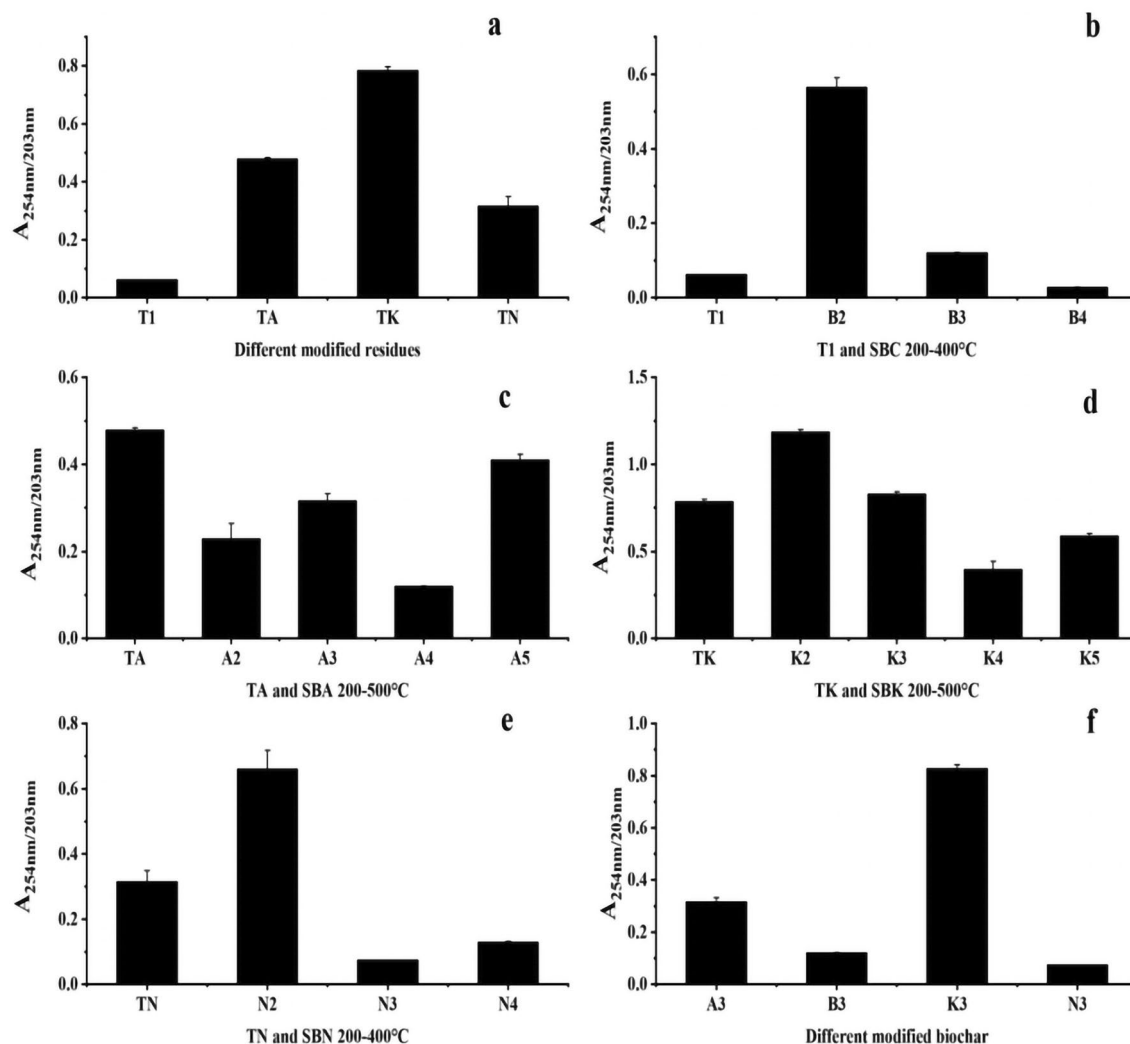 a
0.8
0.6
0.4
0.2
0.0
A254nm/203nm
T1 TA TK TN
Different modified residues
b
0.6
0.4
0.2
0.0
A254nm/203nm
T1 B2 B3 B4
T1 and SBC 200-400°C
c
0.6
0.4
0.2
0.0
A254nm/203nm
TA A2 A3 A4 A5
TA and SBA 200-500°C
d
1.5
1.0
0.5
0.0
A254nm/203nm
TK K2 K3 K4 K5
TK and SBK 200-500°C
e
0.8
0.6
0.4
0.2
0.0
A254nm/203nm
TN N2 N3 N4
TN and SBN 200-400°C
f
1.0
0.8
0.6
0.4
0.2
0.0
A254nm/203nm
A3 B3 K3 N3
Different modified biochar